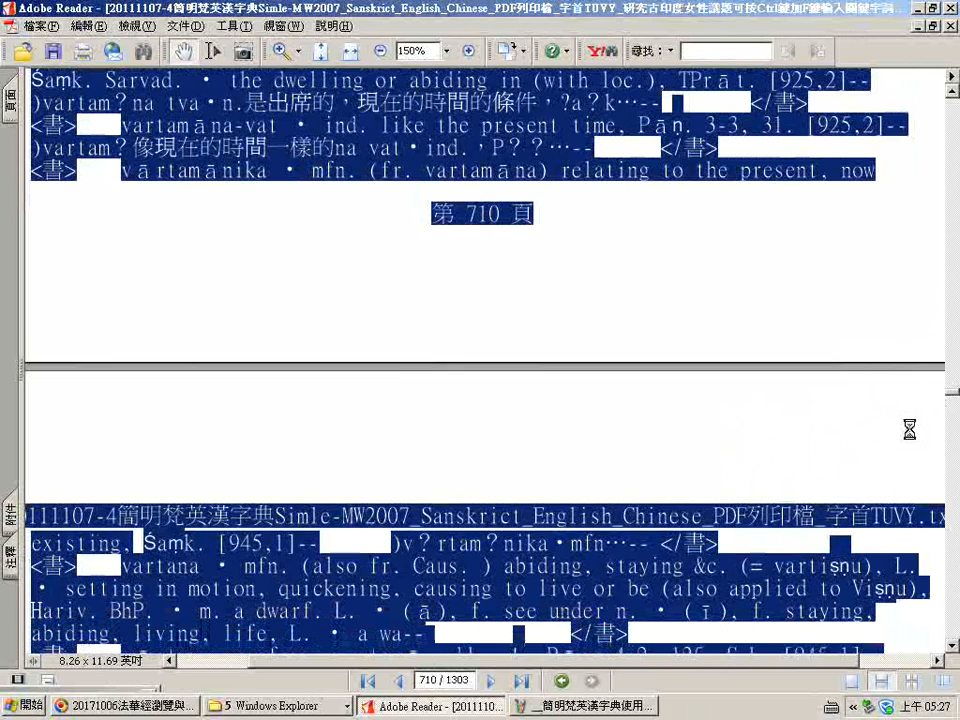 Adobe Reader - [20111107-4簡明梵英漢字典Simle-MW2007_Sanskrict_English_Chinese_PDF列印檔_字首TUVY_研究古印度女性議題可按Ctrl鍵加F鍵輸入關鍵字詞...
檔案(F) 編輯(E) 檢視(V) 文件(D) 工具(T) 視窗(W) 說明(H)
150% Y! 尋找：
頁面
Śaṃk. Sarvad. • the dwelling or abiding in (with loc.), TPrāt. [925,2]--
)vartam？na tva•n.是出席的，現在的時間的條件，?a？k…-- </書>
<書> vartamāna-vat • ind. like the present time, Pāṇ. 3-3, 31. [925,2]--
)vartam？像現在的時間一樣的na vat•ind.，P？？…-- </書>
<書> vārtamānika • mfn. (fr. vartamāna) relating to the present, now
第 710 頁
附件
註釋
111107-4簡明梵英漢字典Simle-MW2007_Sanskrict_English_Chinese_PDF列印檔_字首TUVY.tx
existing, Śaṃk. [945,1]-- )v？rtam？nika•mfn…-- </書>
<書> vartana • mfn. (also fr. Caus. ) abiding, staying &c. (= vartiṣṇu), L.
• setting in motion, quickening, causing to live or be (also applied to Viṣṇu),
Hariv. BhP. • m. a dwarf. L. • (ā), f. see under n. • (ī), f. staying,
abiding, living, life, L. • a wa-- </書>
8.26 x 11.69 英吋
710 / 1303
開始 20171006法華經瀏覽與... 5 Windows Explorer Adobe Reader - [2011110... __簡明梵英字典使用... 上午 05:27